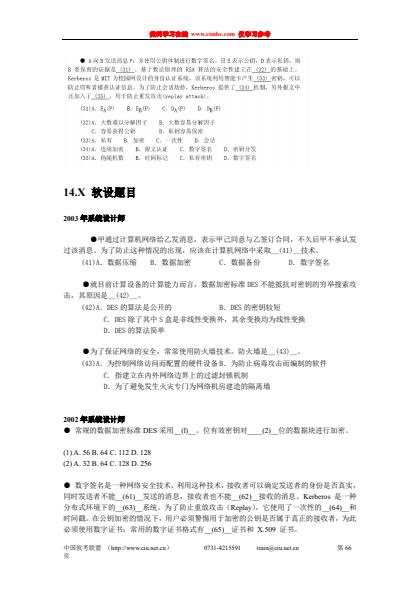 美河学习在线 www.eimhe.com 仅学习参考
● A 向 B 发送消息 P，并使用公钥体制进行数字签名。设 E 表示公钥，D 表示私钥，则
B 要保留的证据是 (31) 。基于数论原理的 RSA 算法的安全性建立在 (32) 的基础上。
Kerberos 是 MIT 为校园网设计的身份认证系统，该系统利用智能卡产生 (33) 密钥，可以
防止窃听者捕获认证信息。为了防止会话劫持，Kerberos 提供了 (34) 机制，另外报文中
还加入了 (35) ，用于防止重发攻击(replay attack)。
(31)A. EA(P) B. EB(P) C. DA(P) D. DB(P)
(32)A. 大数难以分解因子 B. 大数容易分解因子
C. 容易获得公钥 D. 私钥容易保密
(33)A. 私有 B. 加密 C. 一次性 D. 会话
(34)A. 连续加密 B. 报文认证 C. 数字签名 D. 密钥分发
(35)A. 伪随机数 B. 时间标记 C. 私有密钥 D. 数字签名
14.X 软设题目
2003 年系统设计师
●甲通过计算机网络给乙发消息，表示甲已同意与乙签订合同，不久后甲不承认发
过该消息。为了防止这种情况的出现，应该在计算机网络中采取__(41)__技术。
(41)A．数据压缩 B．数据加密 C．数据备份 D．数字签名
●就目前计算设备的计算能力而言，数据加密标准 DES 不能抵抗对密钥的穷举搜索攻
击，其原因是__(42)__。
(42)A．DES 的算法是公开的 B．DES 的密钥较短
C．DES 除了其中 S 盒是非线性变换外，其余变换均为线性变换
D．DES 的算法简单
●为了保证网络的安全，常常使用防火墙技术。防火墙是__(43)__。
(43)A．为控制网络访问而配置的硬件设备 B．为防止病毒攻击而编制的软件
C．指建立在内外网络边界上的过滤封锁机制
D．为了避免发生火灾专门为网络机房建造的隔离墙
2002 年系统设计师
● 常规的数据加密标准 DES 采用__(l)__。位有效密钥对____(2)__位的数据块进行加密。
(1) A. 56 B. 64 C. 112 D. 128
(2) A. 32 B. 64 C. 128 D. 256
● 数字签名是一种网络安全技术，利用这种技术，接收者可以确定发送者的身份是否真实，
同时发送者不能__(61)__发送的消息，接收者也不能__(62)__接收的消息。Kerberos 是一种
分布式环境下的__(63)__系统。为了防止重放攻击（Replay），它使用了一次性的__(64)__和
时间戳。在公钥加密的情况下，用户必须警惕用于加密的公钥是否属于真正的接收者，为此
必须使用数字证书；常用的数字证书格式有__(65)__证书和 X.509 证书。
中国软考联盟 （http://www.ciu.net.cn） 0731-4215591 train@ciu.net.cn 第 66
页